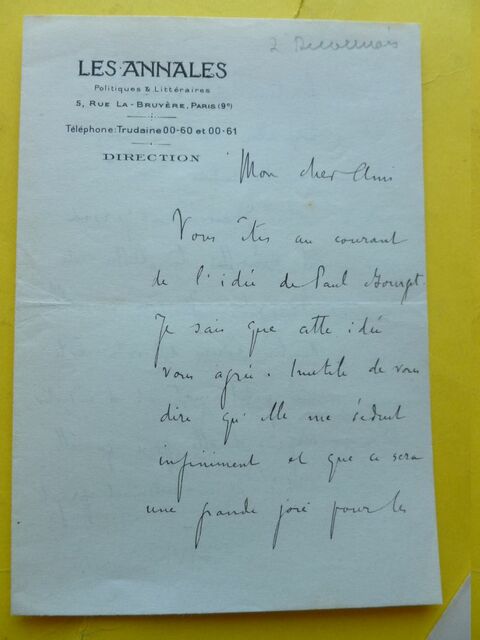 LES ANNALES
Politiques & Littéraires
5, Rue La-Bruyère, Paris (9e)
Téléphone: Trudaine 00-60 et 00-61
DIRECTION
Mon cher Ami
Vous êtes au courant
de l'idée de Paul Bourget.
Je sais que cette idée
vous agrée. Inutile de vous
dire qu'elle me séduit
infiniment et que ce sera
une grande joie pour les